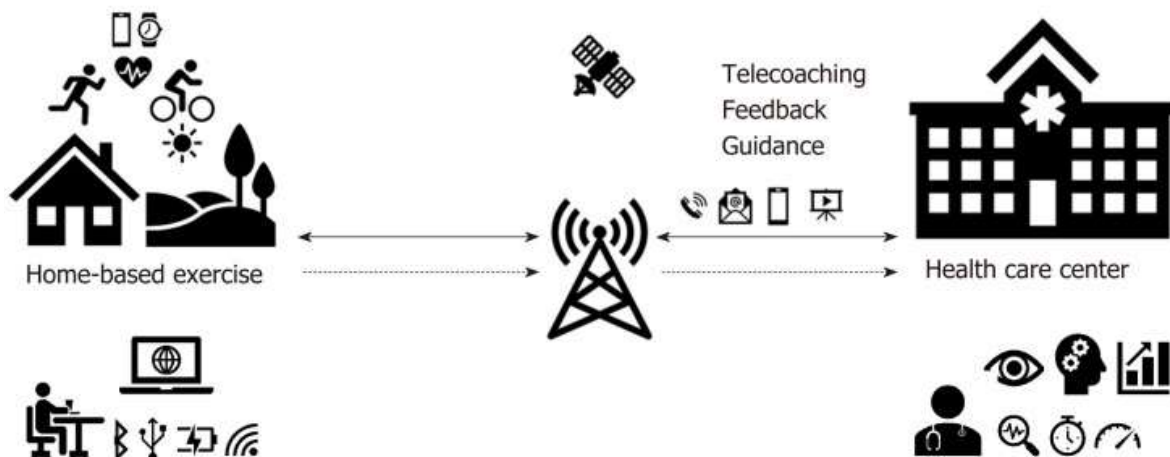 Telecoaching
Feedback
Guidance
Home-based exercise
Health care center